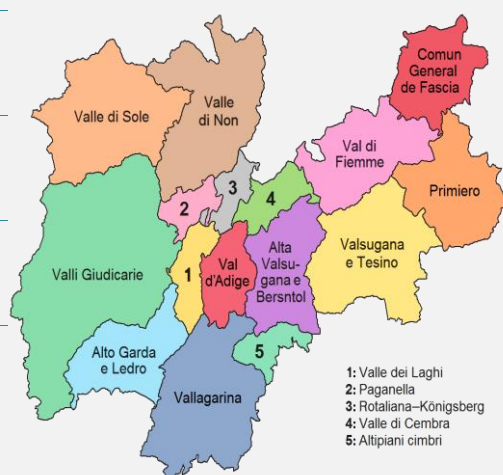 Comun
General
de Fascia
Valle di Sole
Valle
di Non
Val di
Fiemme
Primiero
3
2
4
Valli Giudicarie
1
Val
d'Adige
Alta
Valsu-
gana e
Bersntol
Valsugana
e Tesino
Alto Garda
e Ledro
5
Vallagarina
1: Valle dei Laghi
2: Paganella
3: Rotaliana–Königsberg
4: Valle di Cembra
5: Altipiani cimbri